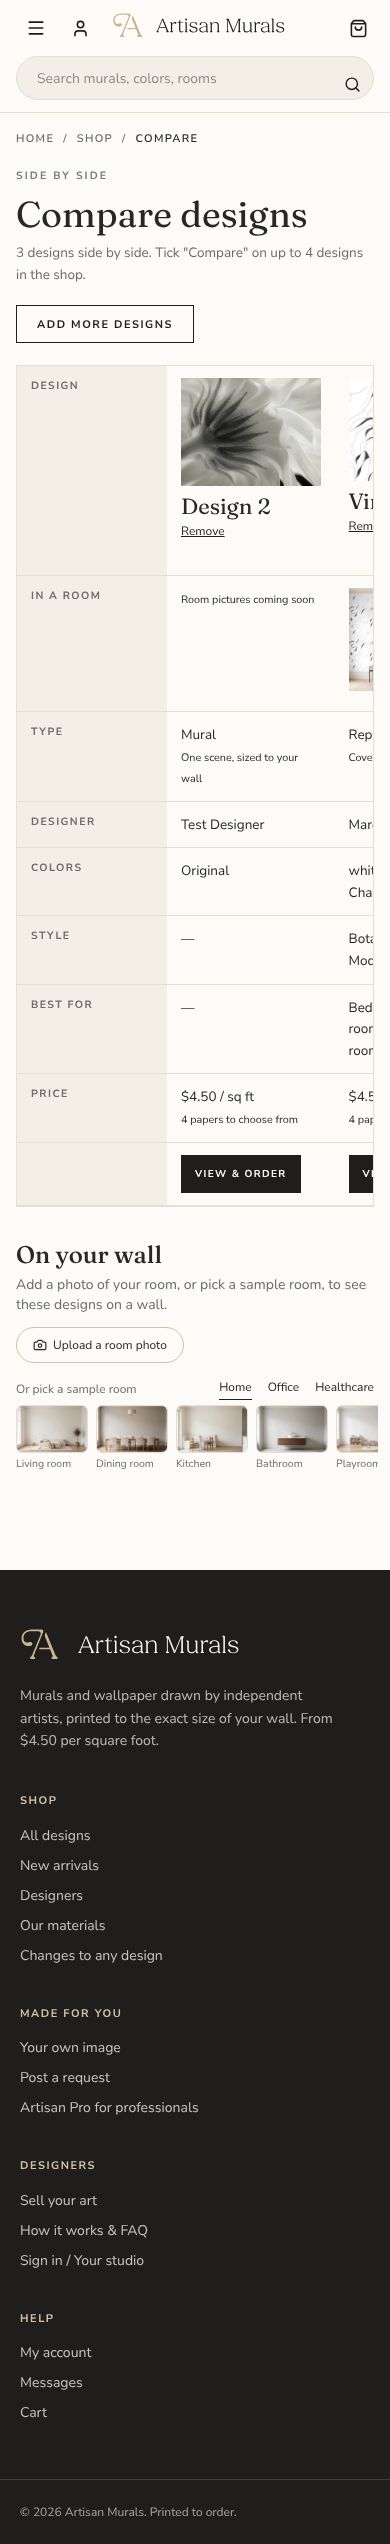 Artisan Murals
Search murals, colors, rooms
HOME / SHOP / COMPARE
SIDE BY SIDE
Compare designs
3 designs side by side. Tick "Compare" on up to 4 designs
in the shop.
ADD MORE DESIGNS
DESIGN
Design 2
Remove
IN A ROOM
Room pictures coming soon
TYPE
Mural
One scene, sized to your
wall
DESIGNER
Test Designer
COLORS
Original
STYLE
—
BEST FOR
—
PRICE
$4.50 / sq ft
4 papers to choose from
VIEW & ORDER
On your wall
Add a photo of your room, or pick a sample room, to see
these designs on a wall.
Upload a room photo
Or pick a sample room Home Office Healthcare
Living room Dining room Kitchen Bathroom Playroom
Artisan Murals
Murals and wallpaper drawn by independent
artists, printed to the exact size of your wall. From
$4.50 per square foot.
SHOP
All designs
New arrivals
Designers
Our materials
Changes to any design
MADE FOR YOU
Your own image
Post a request
Artisan Pro for professionals
DESIGNERS
Sell your art
How it works & FAQ
Sign in / Your studio
HELP
My account
Messages
Cart
© 2026 Artisan Murals. Printed to order.